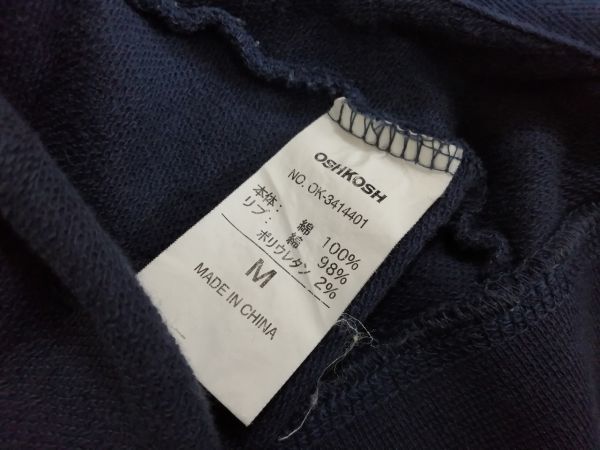 OSHKOSH
NO. OK-3414401
本体： 綿 100%
リブ： 綿 98%
ポリウレタン 2%
M
MADE IN CHINA